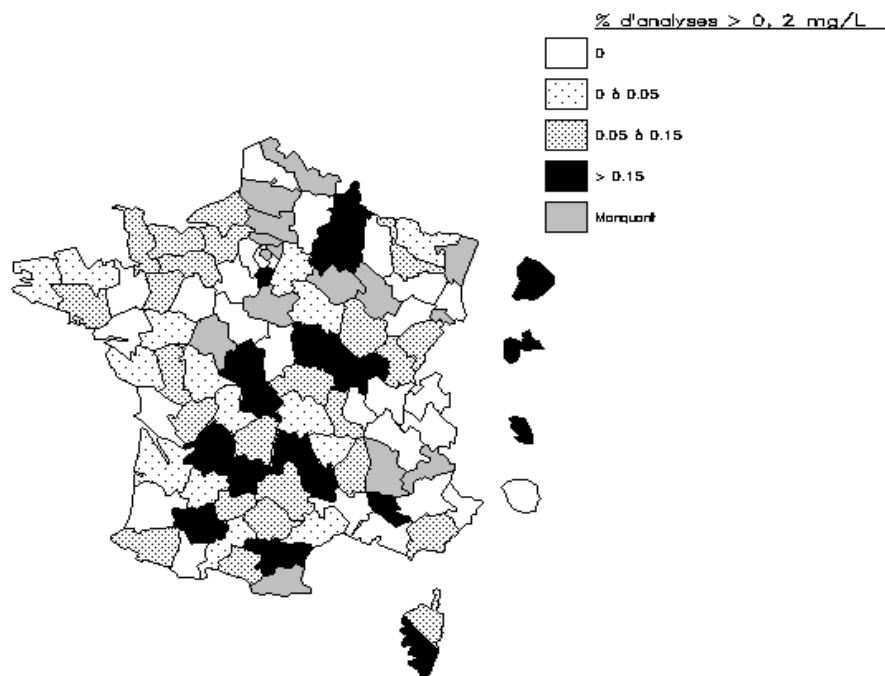 % d'analyses > 0, 2 mg/L
0
0 à 0.05
0.05 à 0.15
> 0.15
Manquant